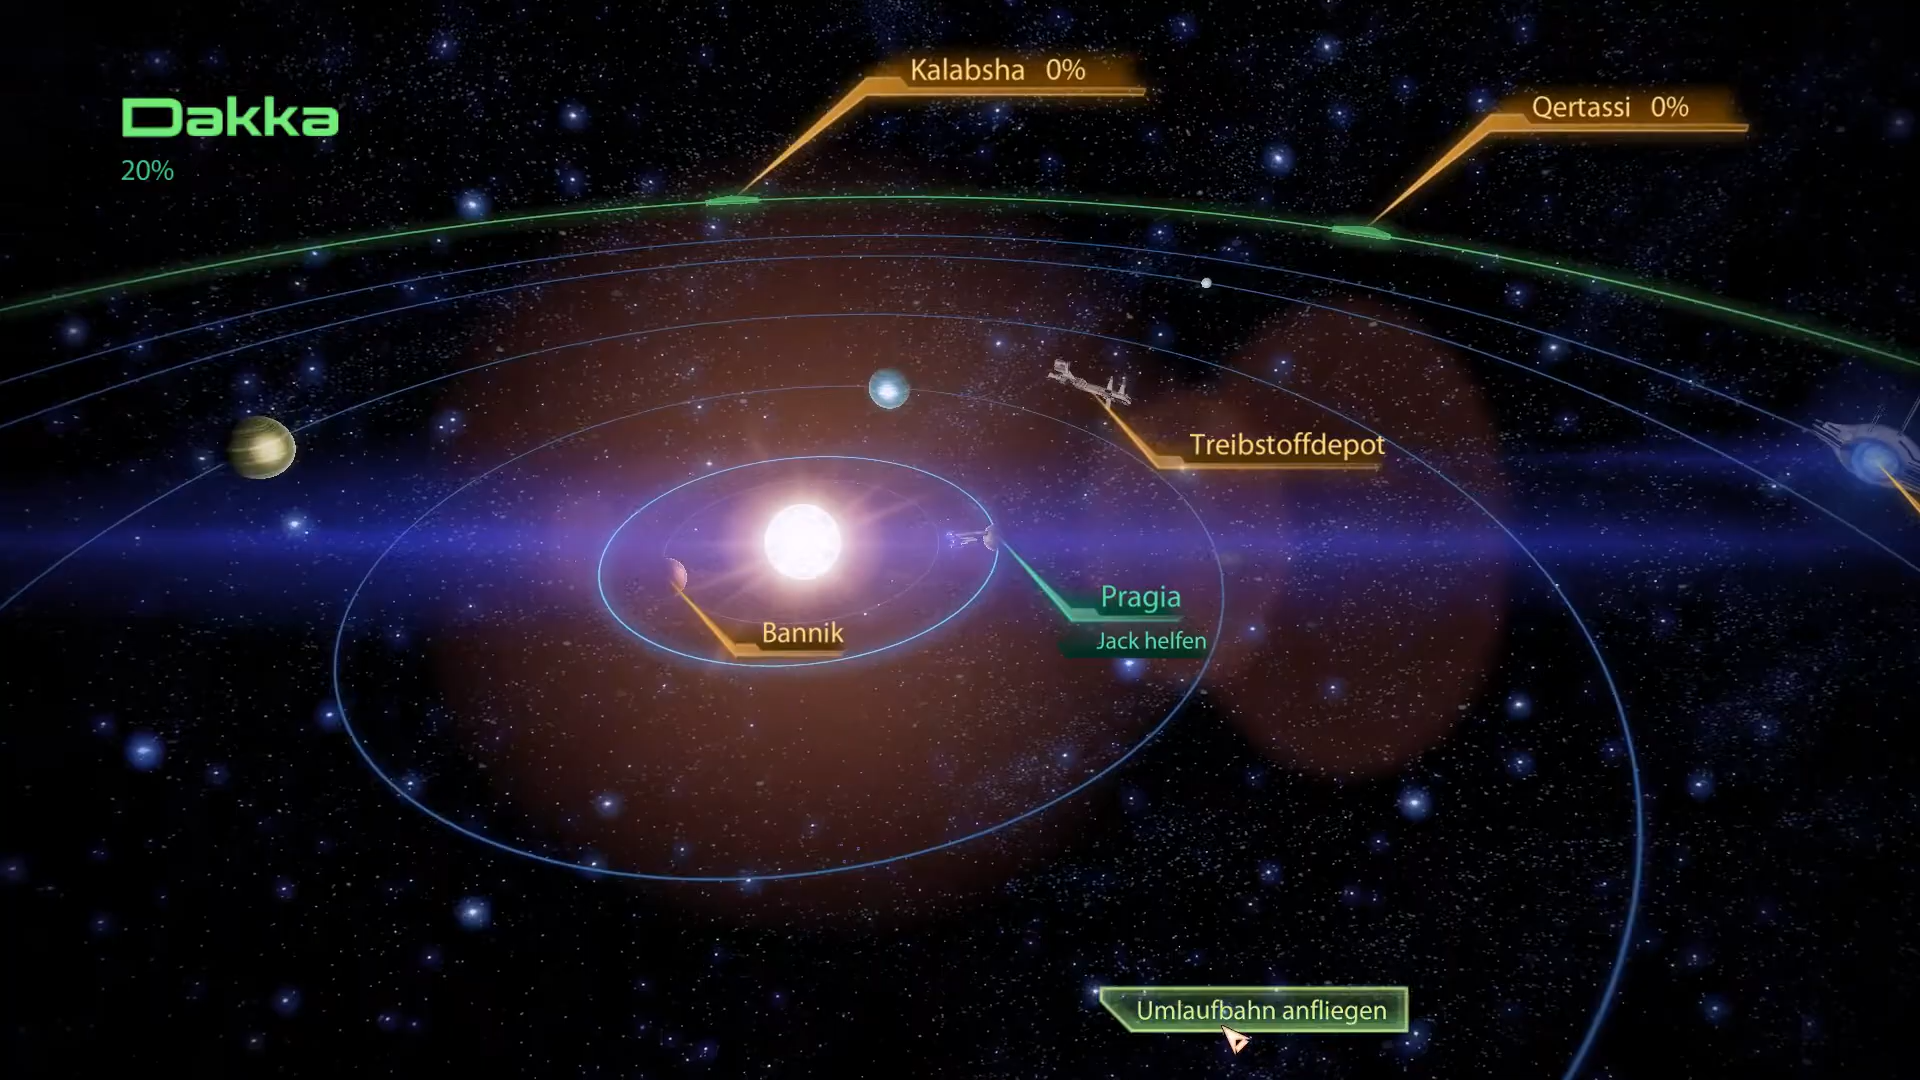 Dakka
20%
Kalabsha 0%
Qertassi 0%
Treibstoffdepot
Pragia
Jack helfen
Bannik
Umlaufbahn anfliegen